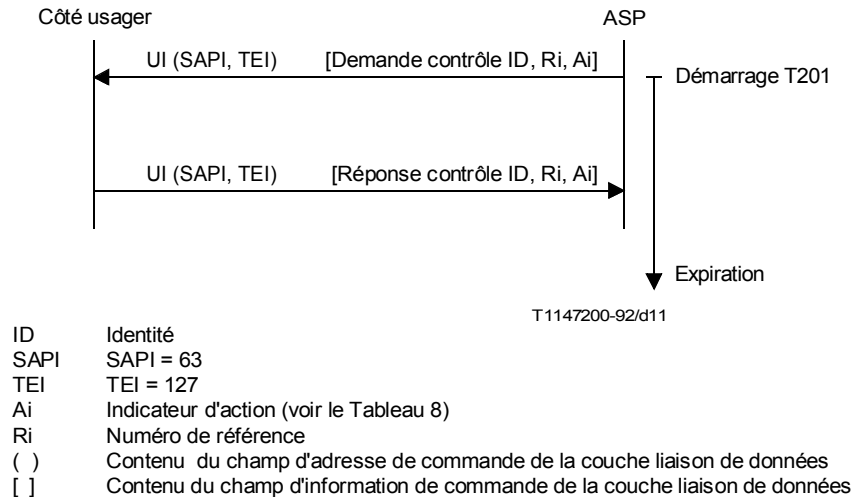 Côté usager ASP
UI (SAPI, TEI) [Demande contrôle ID, Ri, Ai]
Démarrage T201
UI (SAPI, TEI) [Réponse contrôle ID, Ri, Ai]
Expiration
T1147200-92/d11
ID Identité
SAPI SAPI = 63
TEI TEI = 127
Ai Indicateur d'action (voir le Tableau 8)
Ri Numéro de référence
( ) Contenu du champ d'adresse de commande de la couche liaison de données
[ ] Contenu du champ d'information de commande de la couche liaison de données